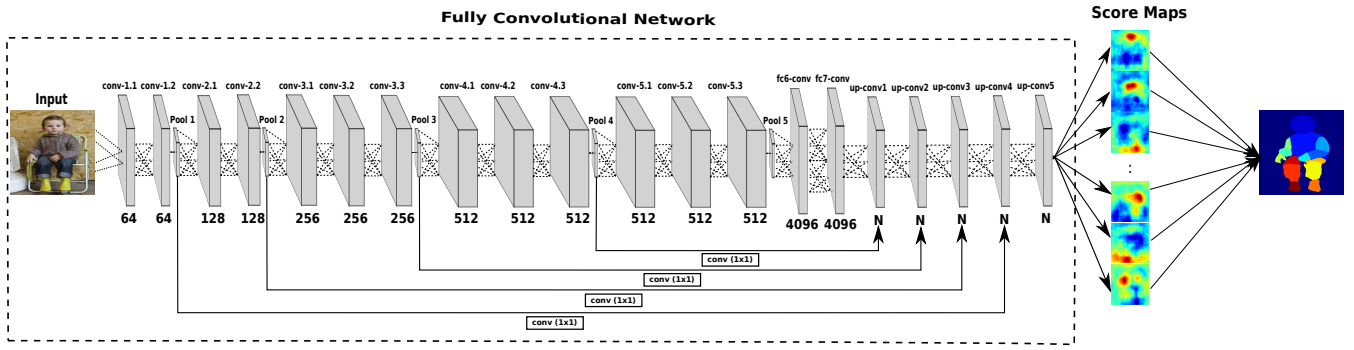 Fully Convolutional Network
Score Maps
fc6-conv fc7-conv
conv-1.1 conv-1.2 conv-2.1 conv-2.2 conv-3.1 conv-3.2 conv-3.3 conv-4.1 conv-4.2 conv-4.3 conv-5.1 conv-5.2 conv-5.3 up-conv1 up-conv2 up-conv3 up-conv4 up-conv5
Input
Pool 1 Pool 2 Pool 3 Pool 4 Pool 5
:
64 64 128 128 256 256 256 512 512 512 512 512 512 4096 4096 N N N N N
conv (1x1)
conv (1x1)
conv (1x1)
conv (1x1)